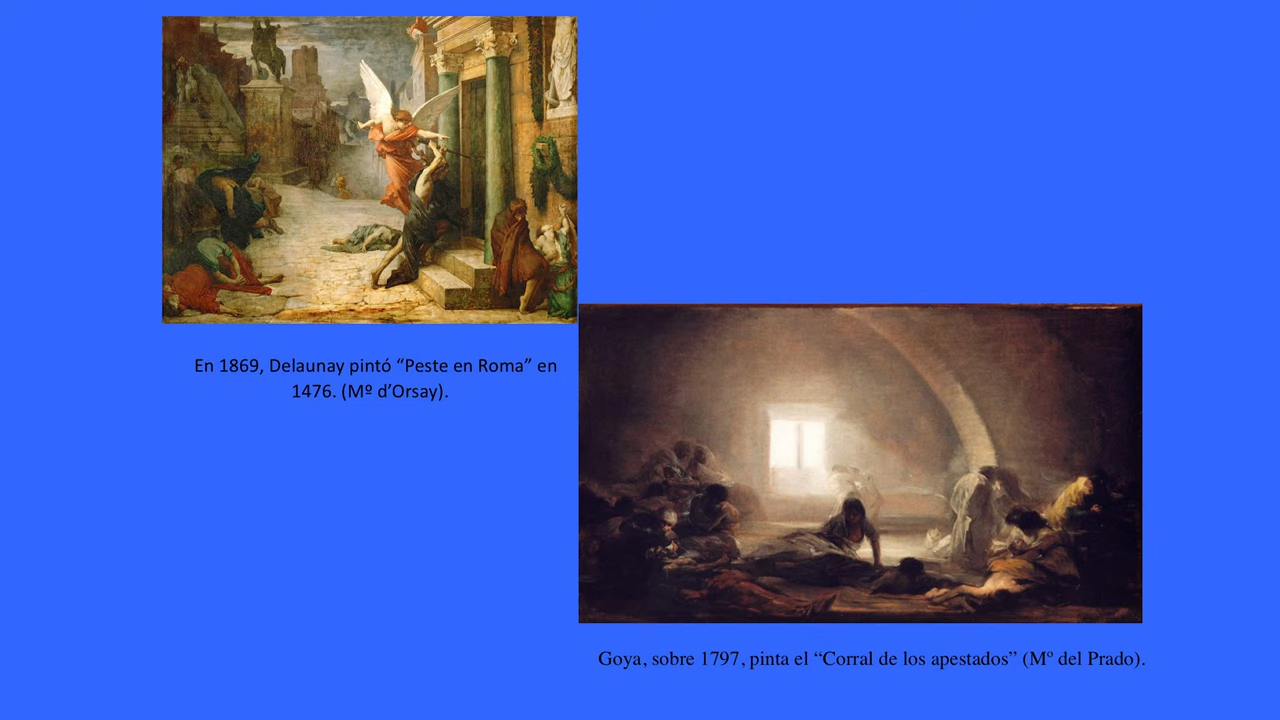 En 1869, Delaunay pintó “Peste en Roma” en
1476. (Mº d’Orsay).
Goya, sobre 1797, pinta el “Corral de los apestados” (Mº del Prado).